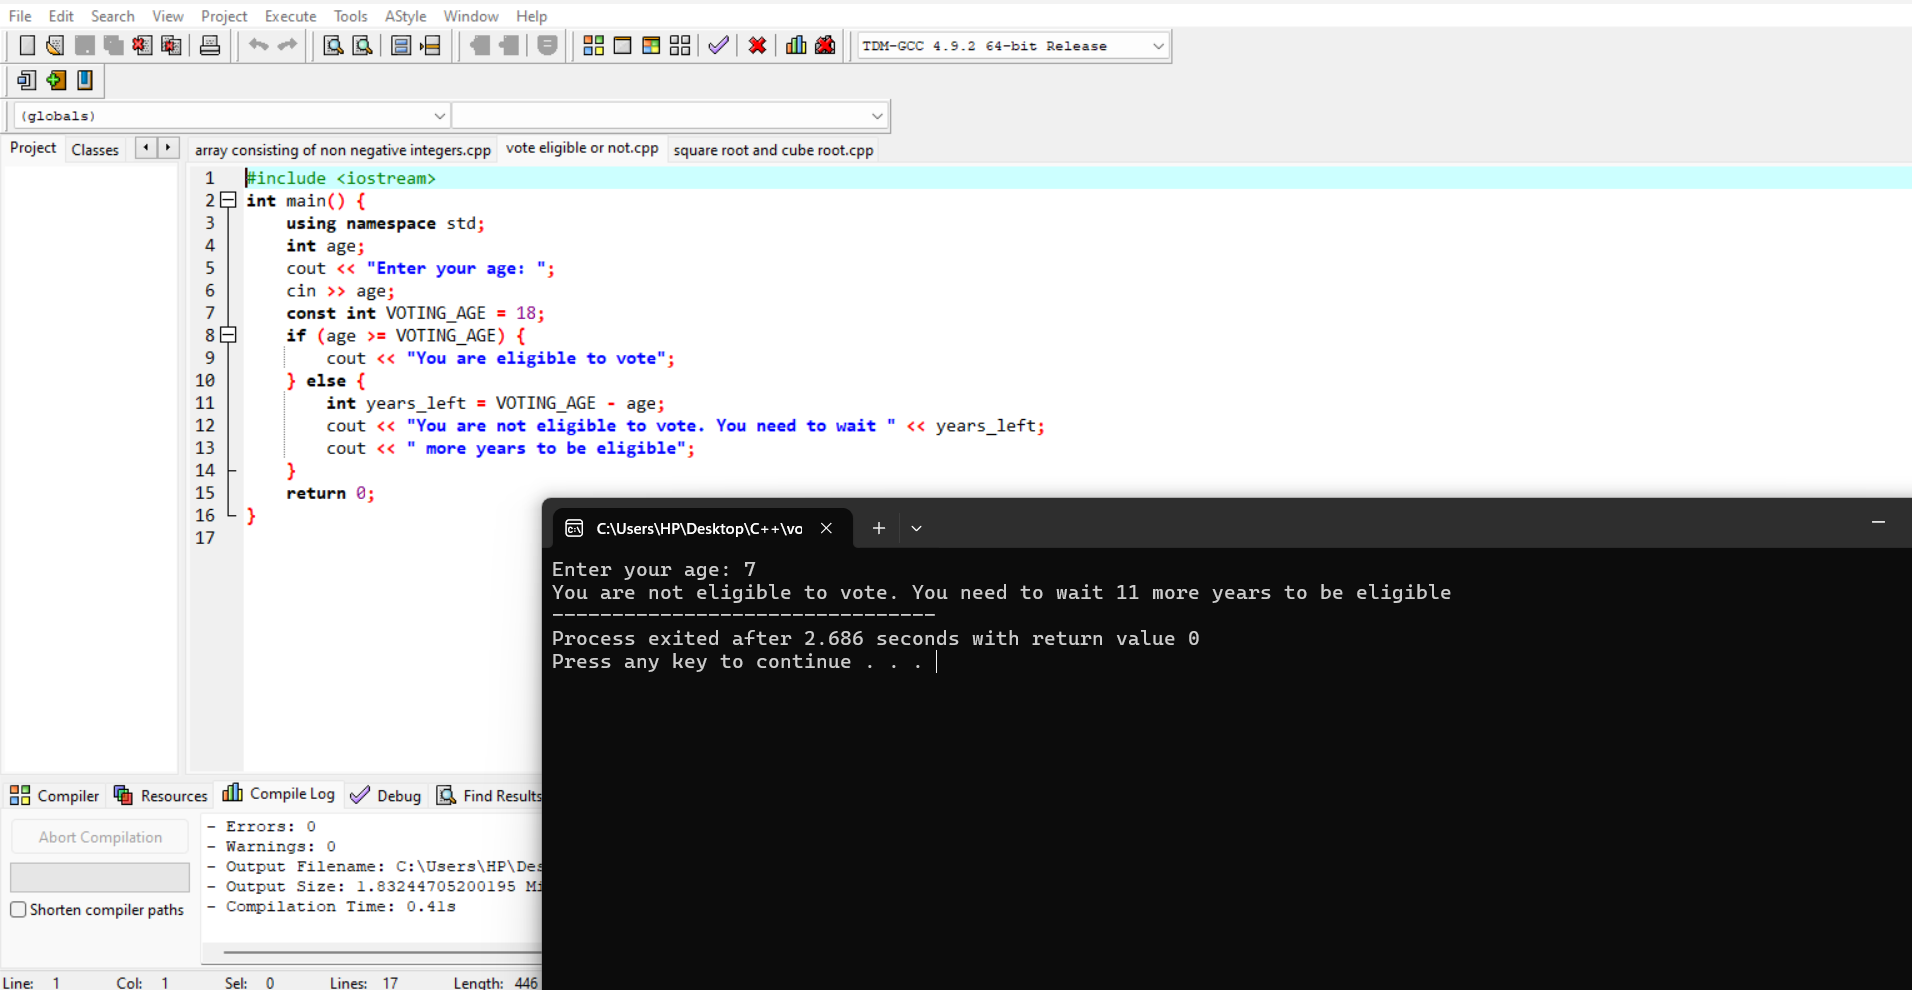 File Edit Search View Project Execute Tools AStyle Window Help
TDM-GCC 4.9.2 64-bit Release
(globals)
Project Classes array consisting of non negative integers.cpp vote eligible or not.cpp square root and cube root.cpp
1 #include <iostream>
2 int main() {
3 using namespace std;
4 int age;
5 cout << "Enter your age: ";
6 cin >> age;
7 const int VOTING_AGE = 18;
8 if (age >= VOTING_AGE) {
9 cout << "You are eligible to vote";
10 } else {
11 int years_left = VOTING_AGE - age;
12 cout << "You are not eligible to vote. You need to wait " << years_left;
13 cout << " more years to be eligible";
14 }
15 return 0;
16 }
17
C:\Users\HP\Desktop\C++\vo
Enter your age: 7
You are not eligible to vote. You need to wait 11 more years to be eligible
--------------------------------
Process exited after 2.686 seconds with return value 0
Press any key to continue . . .
Compiler Resources Compile Log Debug Find Results
Abort Compilation
Shorten compiler paths
- Errors: 0
- Warnings: 0
- Output Filename: C:\Users\HP\Des
- Output Size: 1.83244705200195 Mi
- Compilation Time: 0.41s
Line: 1 Col: 1 Sel: 0 Lines: 17 Length: 446